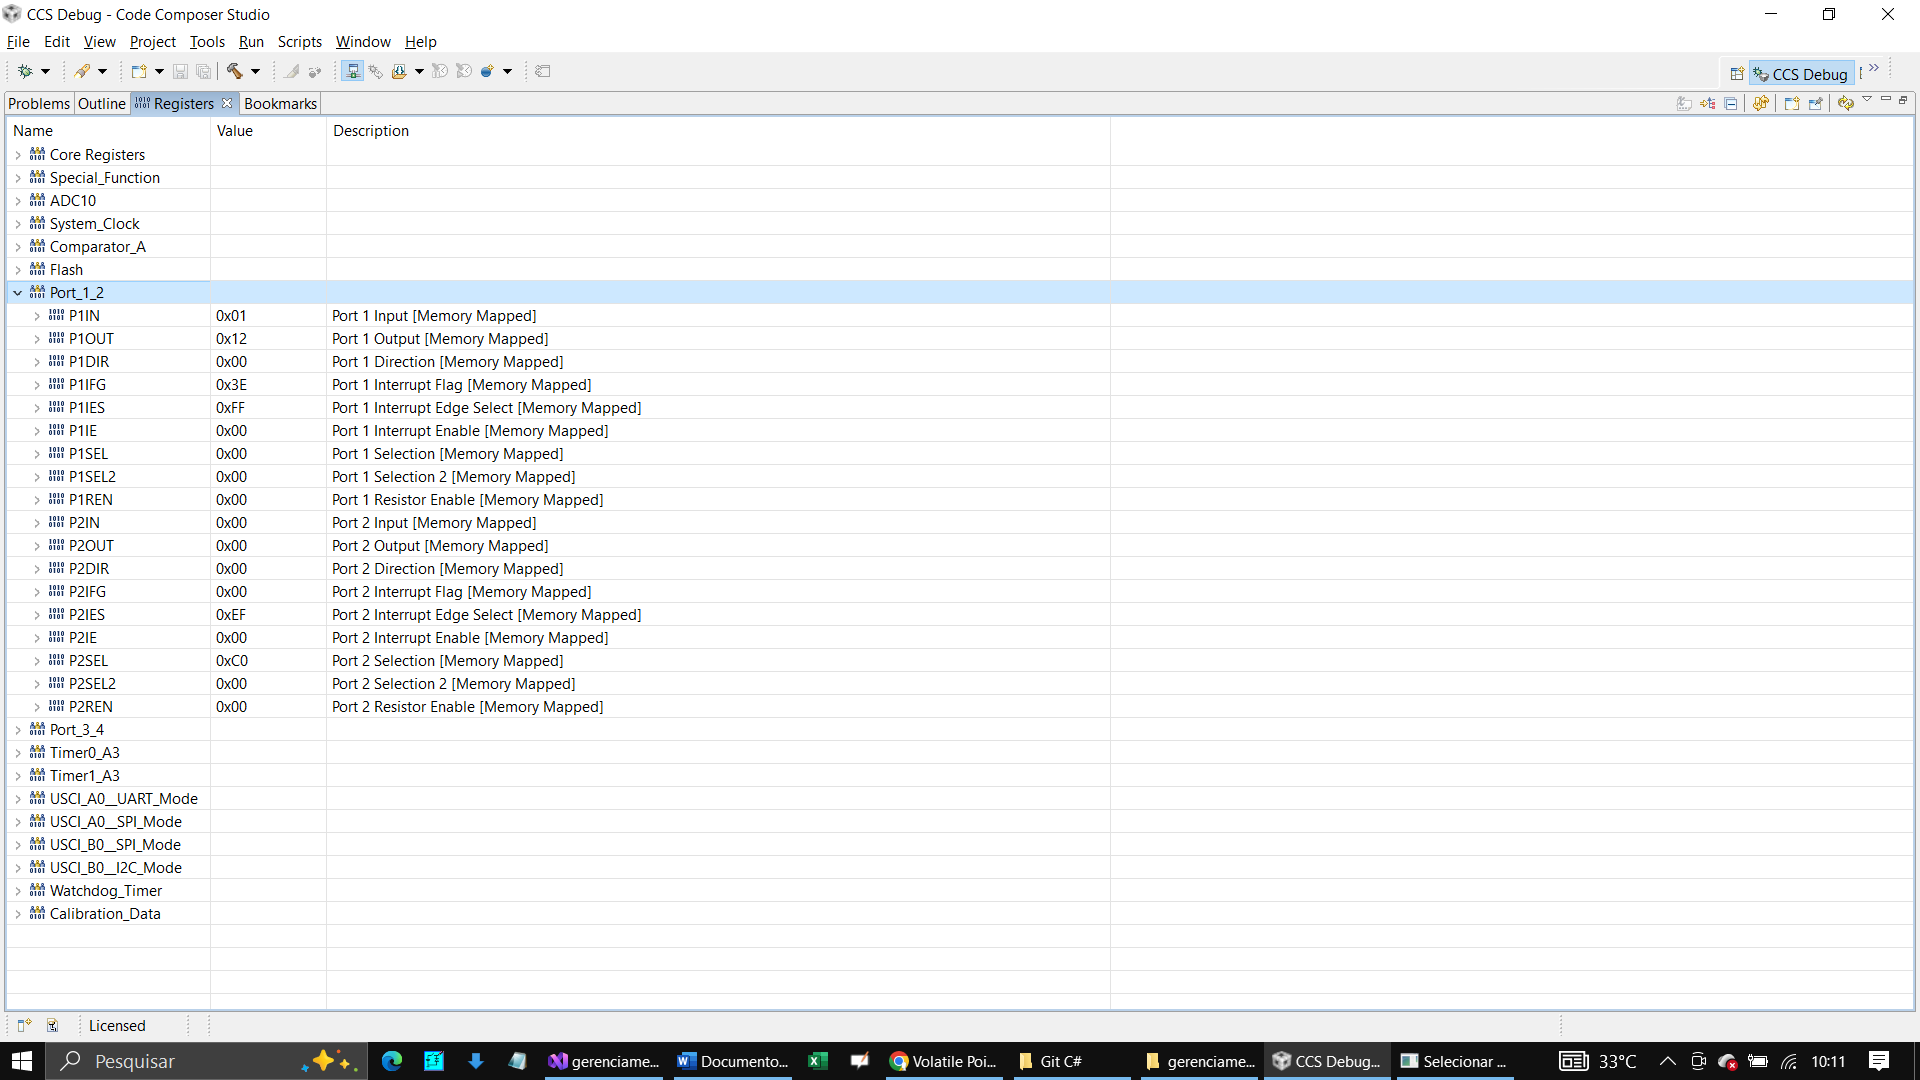 CCS Debug - Code Composer Studio
File Edit View Project Tools Run Scripts Window Help
CCS Debug
Problems Outline Registers Bookmarks
Name Value Description
Core Registers
Special_Function
ADC10
System_Clock
Comparator_A
Flash
Port_1_2
P1IN 0x01 Port 1 Input [Memory Mapped]
P1OUT 0x12 Port 1 Output [Memory Mapped]
P1DIR 0x00 Port 1 Direction [Memory Mapped]
P1IFG 0x3E Port 1 Interrupt Flag [Memory Mapped]
P1IES 0xFF Port 1 Interrupt Edge Select [Memory Mapped]
P1IE 0x00 Port 1 Interrupt Enable [Memory Mapped]
P1SEL 0x00 Port 1 Selection [Memory Mapped]
P1SEL2 0x00 Port 1 Selection 2 [Memory Mapped]
P1REN 0x00 Port 1 Resistor Enable [Memory Mapped]
P2IN 0x00 Port 2 Input [Memory Mapped]
P2OUT 0x00 Port 2 Output [Memory Mapped]
P2DIR 0x00 Port 2 Direction [Memory Mapped]
P2IFG 0x00 Port 2 Interrupt Flag [Memory Mapped]
P2IES 0xEF Port 2 Interrupt Edge Select [Memory Mapped]
P2IE 0x00 Port 2 Interrupt Enable [Memory Mapped]
P2SEL 0xC0 Port 2 Selection [Memory Mapped]
P2SEL2 0x00 Port 2 Selection 2 [Memory Mapped]
P2REN 0x00 Port 2 Resistor Enable [Memory Mapped]
Port_3_4
Timer0_A3
Timer1_A3
USCI_A0__UART_Mode
USCI_A0__SPI_Mode
USCI_B0__SPI_Mode
USCI_B0__I2C_Mode
Watchdog_Timer
Calibration_Data
Licensed
Pesquisar gerenciame... Documento... Volatile Poi... Git C# gerenciame... CCS Debug... Selecionar ... 33°C 10:11